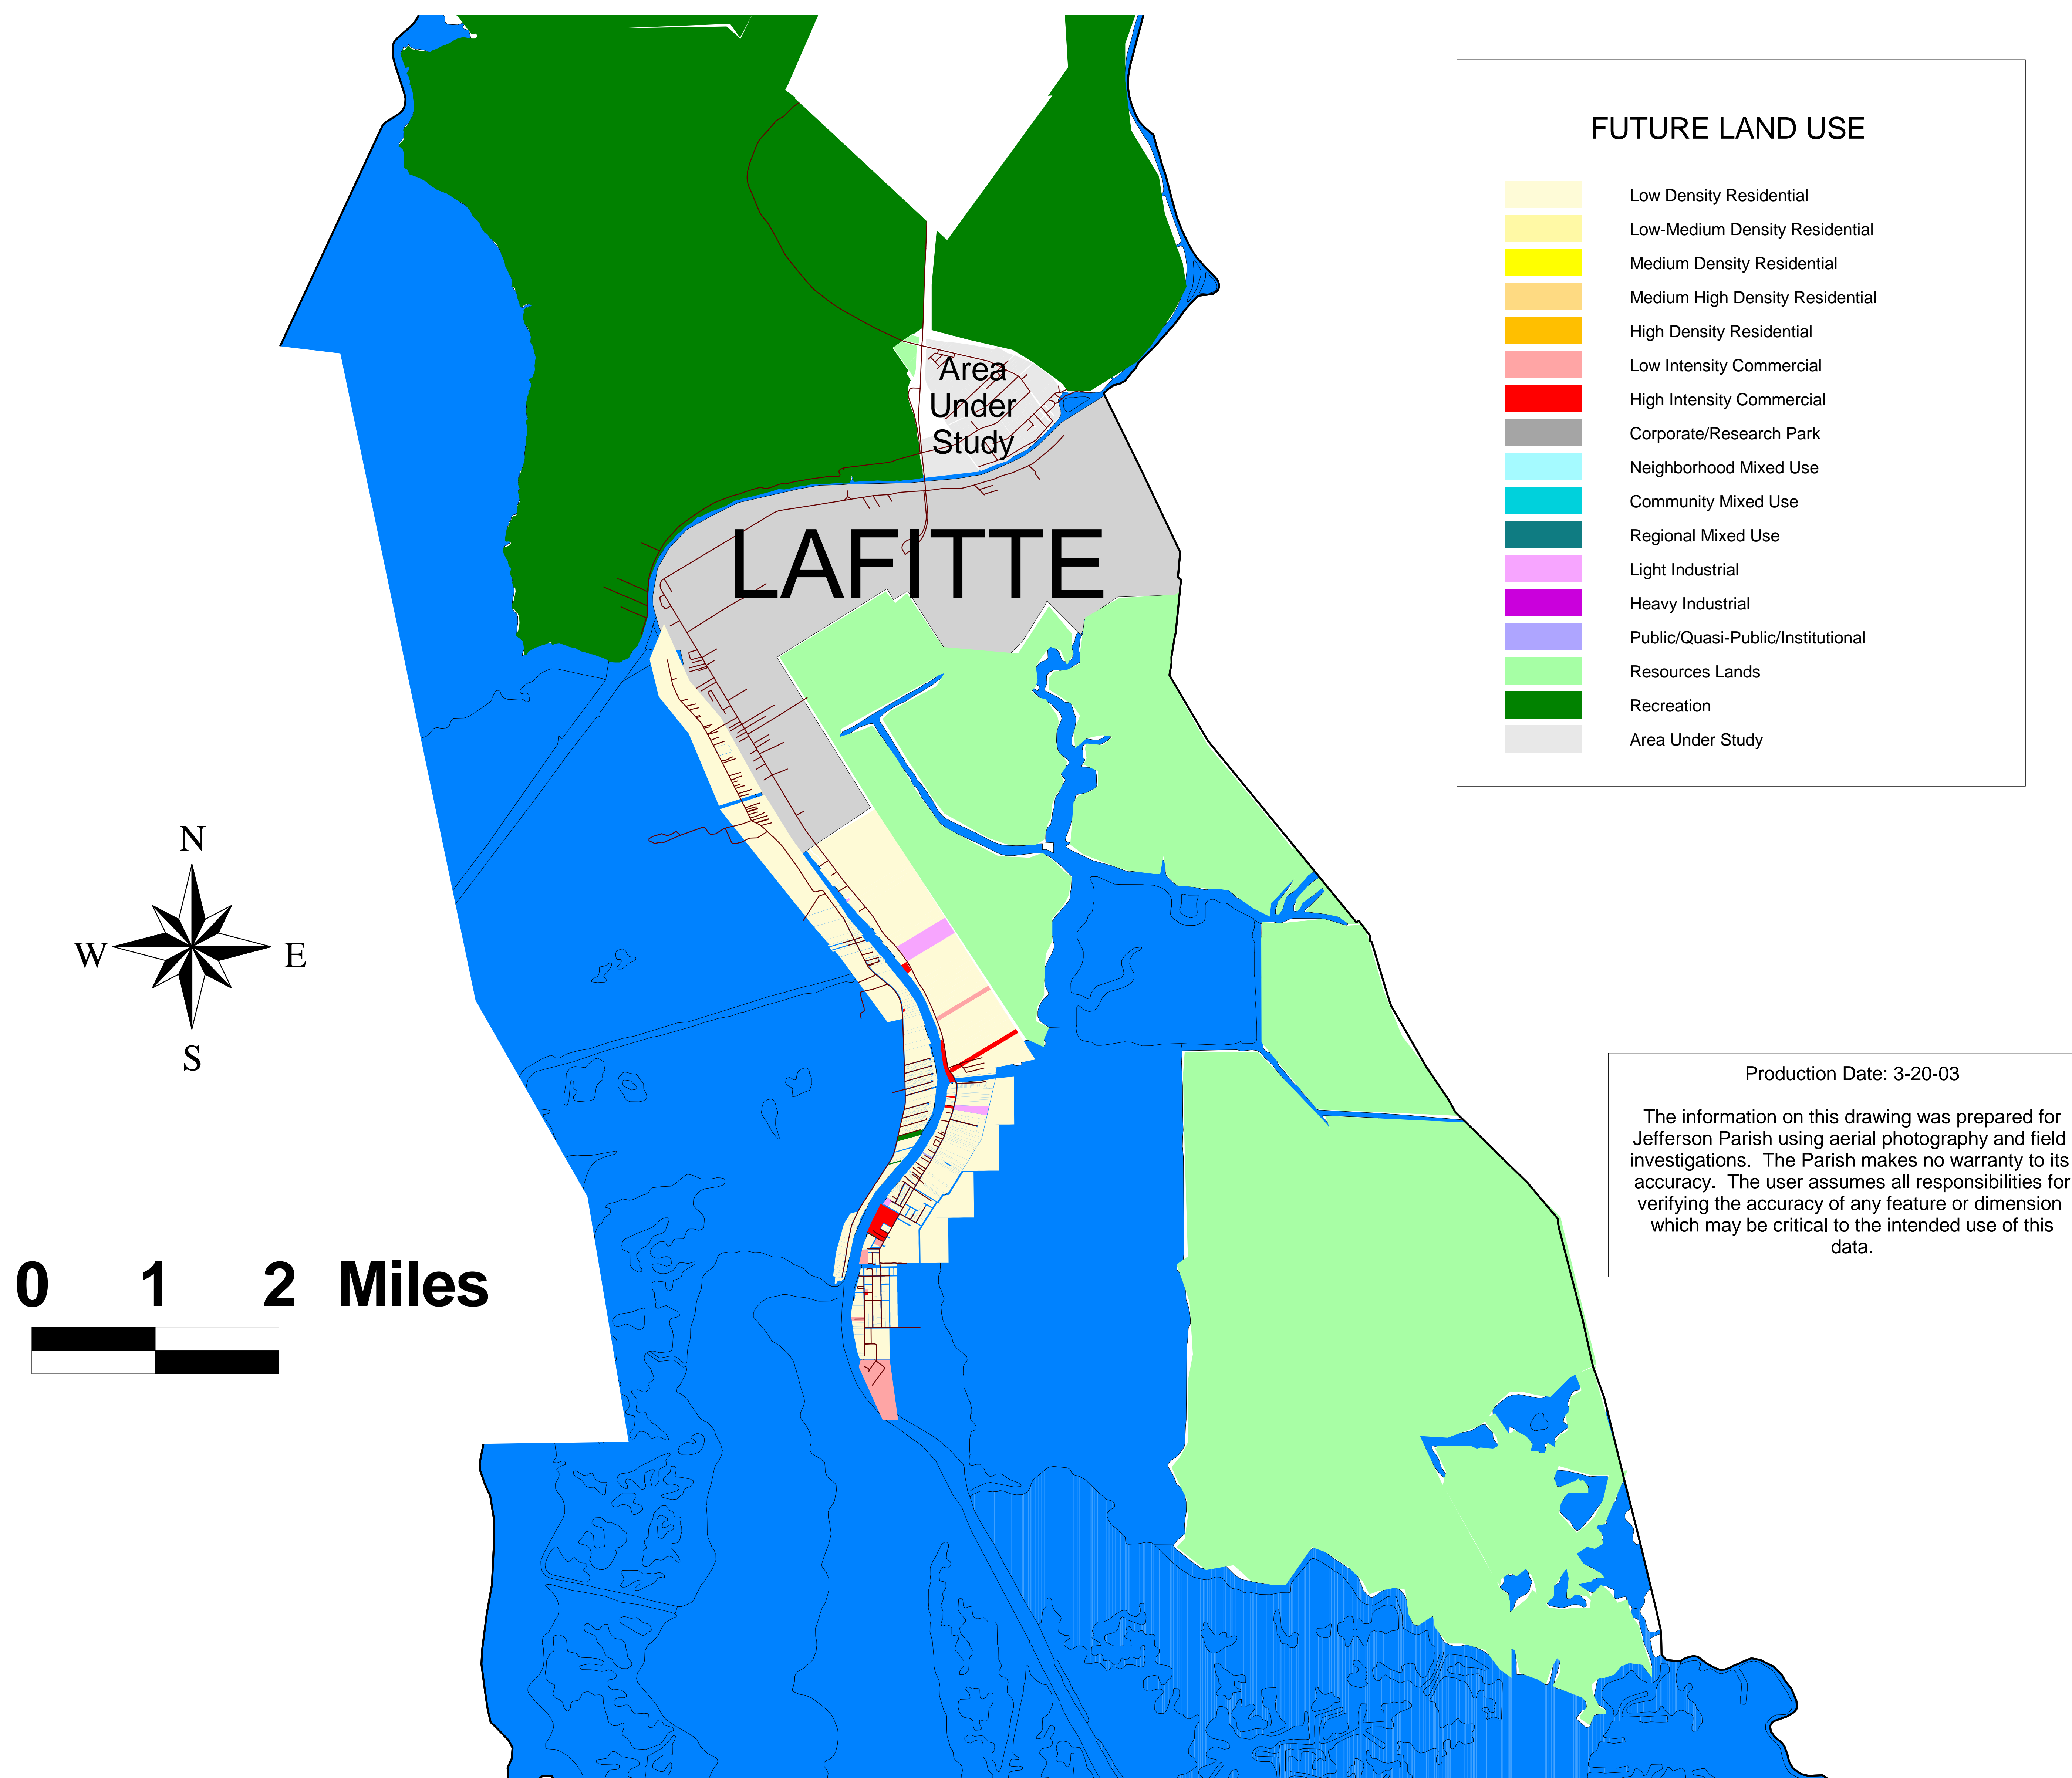 FUTURE LAND USE
Low Density Residential
Low-Medium Density Residential
Medium Density Residential
Medium High Density Residential
High Density Residential
Low Intensity Commercial
High Intensity Commercial
Corporate/Research Park
Neighborhood Mixed Use
Community Mixed Use
Regional Mixed Use
Light Industrial
Heavy Industrial
Public/Quasi-Public/Institutional
Resources Lands
Recreation
Area Under Study
Area
Under
Study
LAFITTE
N
W
E
S
0 1 2 Miles
Production Date: 3-20-03
The information on this drawing was prepared for
Jefferson Parish using aerial photography and field
investigations. The Parish makes no warranty to its
accuracy. The user assumes all responsibilities for
verifying the accuracy of any feature or dimension
which may be critical to the intended use of this
data.